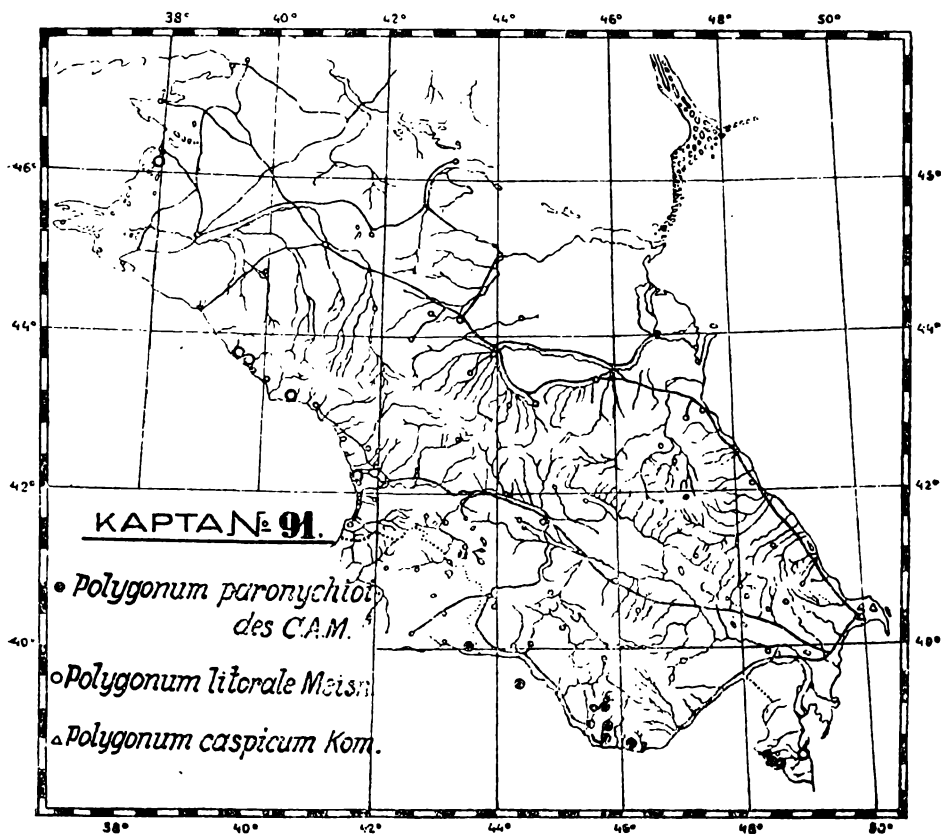 38° 40° 42° 44° 46° 48° 50°
46° 45°
44° 44°
42° 42°
КАРТА № 91.
Polygonum paronychioi
des C.A.M.
40° 40°
Polygonum litorale Meisn
Polygonum caspicum Kom.
38° 40° 42° 44° 46° 48° 50°